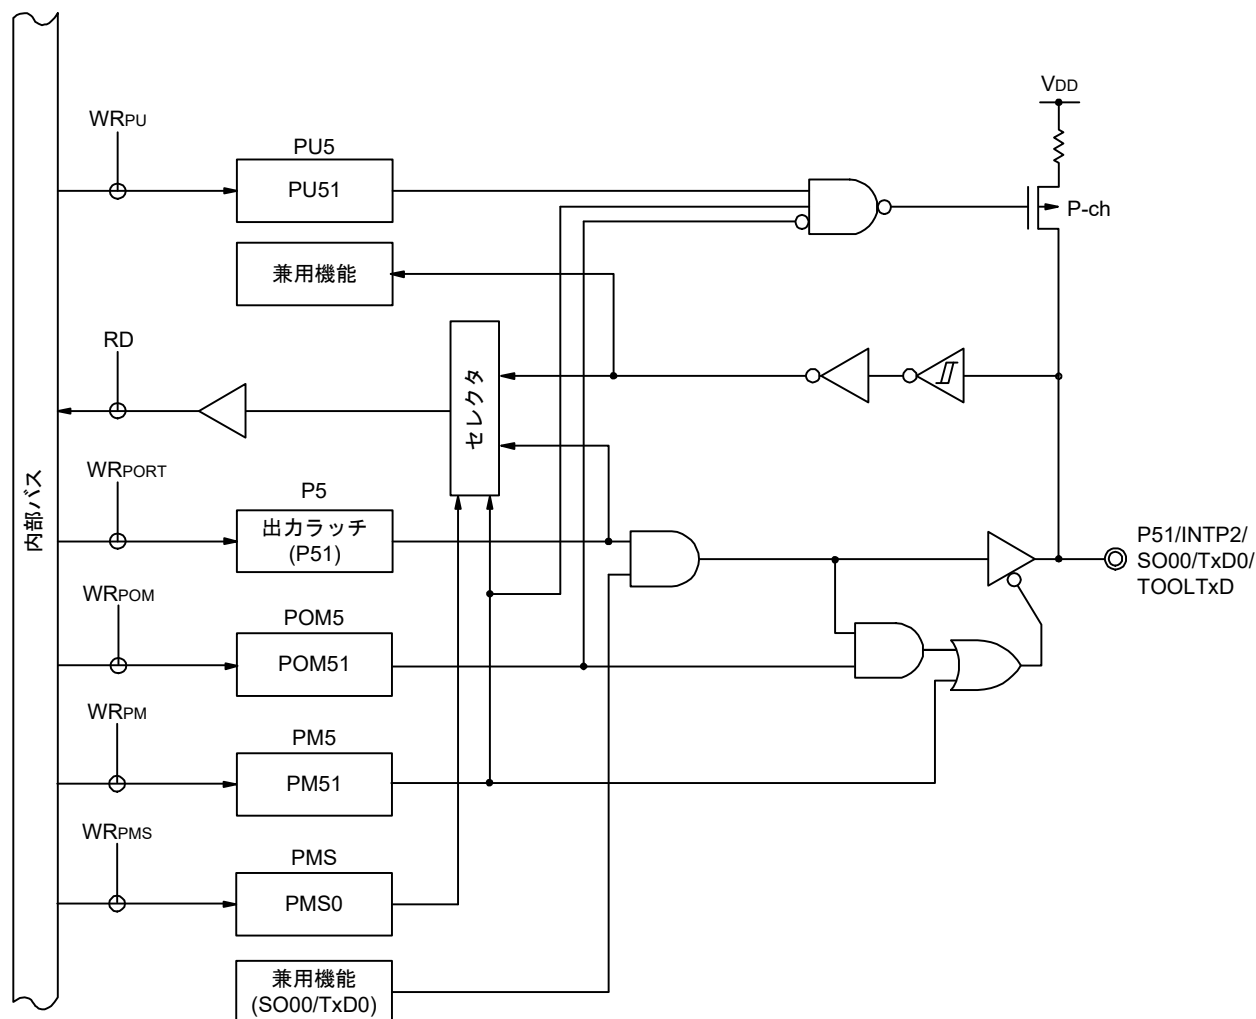 VDD
WRPU
PU5
PU51
P-ch
兼用機能
RD
セレクタ
WRPORT
P5
出力ラッチ
(P51)
内部バス
P51/INTP2/
SO00/TxD0/
TOOLTxD
WRPOM
POM5
POM51
WRPM
PM5
PM51
WRPMS
PMS
PMS0
兼用機能
(SO00/TxD0)